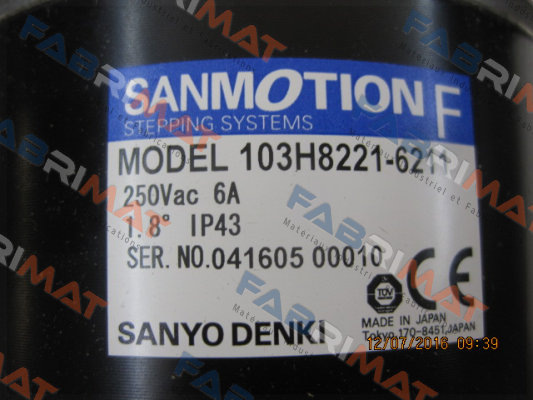 SANMOTION F
STEPPING SYSTEMS
MODEL 103H8221-6211
250Vac 6A
1.8° IP43
SER. NO.041605 00010
TÜV
CE
MADE IN JAPAN
Tokyo,170-8451,JAPAN
SANYO DENKI
12/07/2016 09:39
FABRIMAT